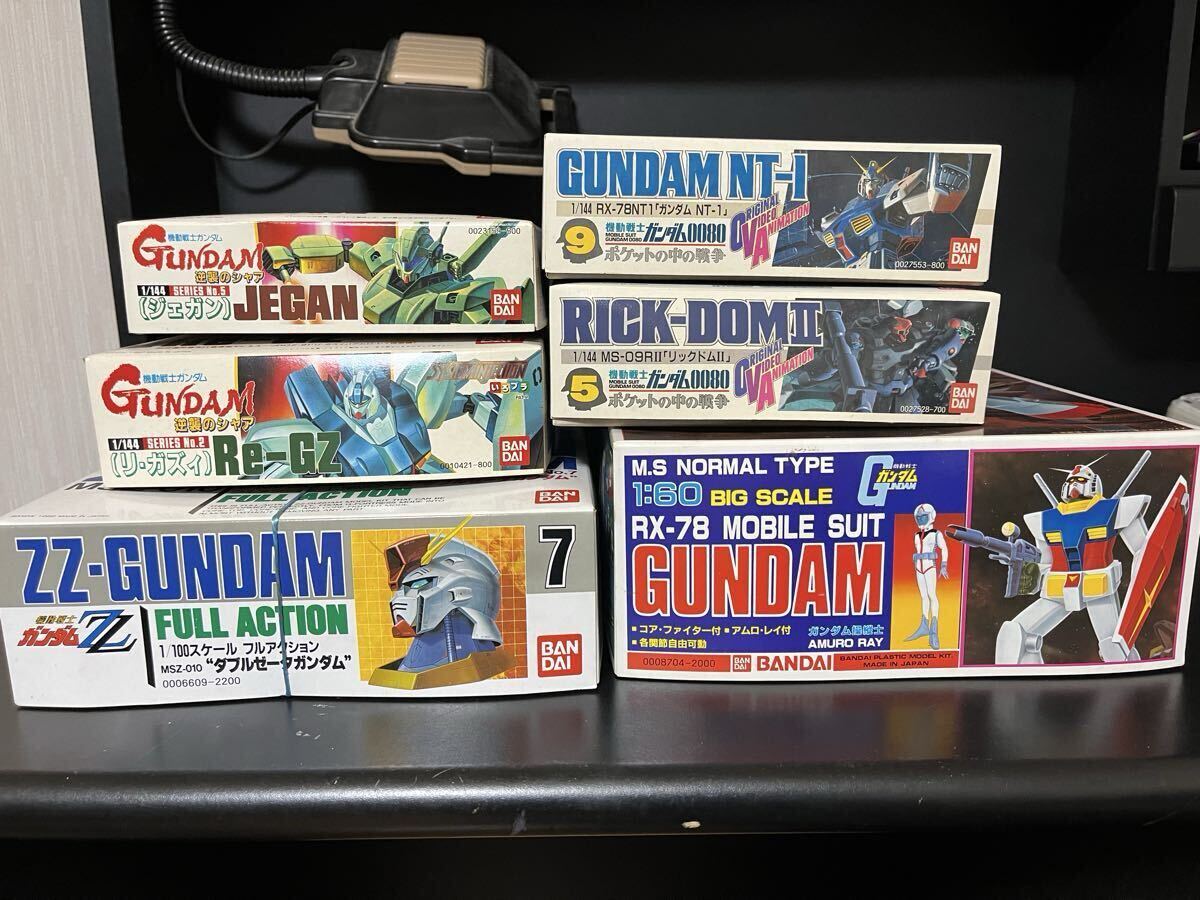 機動戦士ガンダム
GUNDAM
逆襲のシャア
1/144 SERIES No.5
(ジェガン) JEGAN
BANDAI
機動戦士ガンダム
GUNDAM
逆襲のシャア
1/144 SERIES No.2
(リ・ガズィ) Re-GZ
いろプラ
0010421-800
BANDAI
FULL ACTION
BANDAI
ZZ-GUNDAM
7
機動戦士
ガンダムZZ
FULL ACTION
1/100スケール フルアクション
MSZ-010 "ダブルゼータガンダム"
0006609-2200
BANDAI
GUNDAM NT-1
1/144 RX-78NT1「ガンダム NT-1」
9
機動戦士
MOBILE SUIT
GUNDAM 0080
ガンダム0080
ポケットの中の戦争
ORIGINAL VIDEO ANIMATION
0027553-800
BANDAI
RICK-DOM II
1/144 MS-09RII「リックドムII」
5
機動戦士
MOBILE SUIT
GUNDAM 0080
ガンダム0080
ポケットの中の戦争
ORIGINAL VIDEO ANIMATION
0027528-700
BANDAI
M.S NORMAL TYPE
1:60 BIG SCALE
機動戦士
ガンダム
GUNDAM
RX-78 MOBILE SUIT
GUNDAM
■コア・ファイター付 ■アムロ・レイ付
■各関節自由可動
ガンダム操縦士
AMURO RAY
0008704-2000 BANDAI BANDAI
BANDAI PLASTIC MODEL KIT.
MADE IN JAPAN